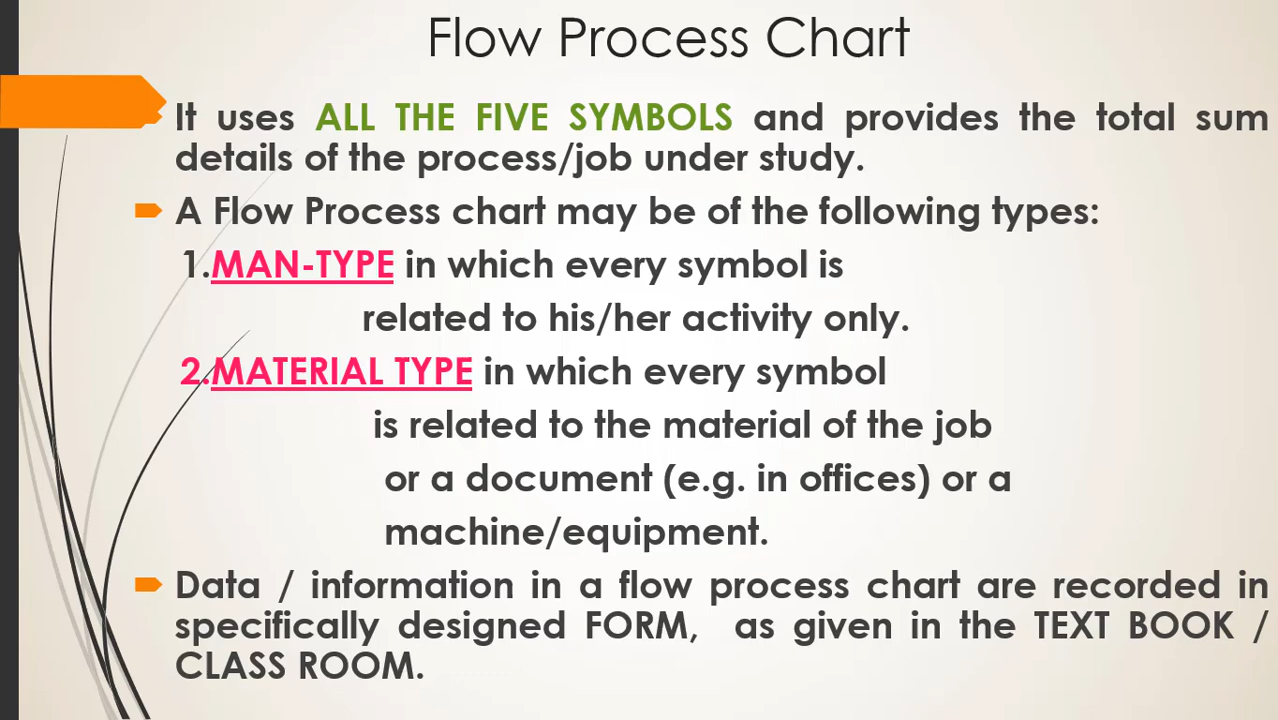 Flow Process Chart
It uses ALL THE FIVE SYMBOLS and provides the total sum
details of the process/job under study.
A Flow Process chart may be of the following types:
1.MAN-TYPE in which every symbol is
related to his/her activity only.
2.MATERIAL TYPE in which every symbol
is related to the material of the job
or a document (e.g. in offices) or a
machine/equipment.
Data / information in a flow process chart are recorded in
specifically designed FORM, as given in the TEXT BOOK /
CLASS ROOM.